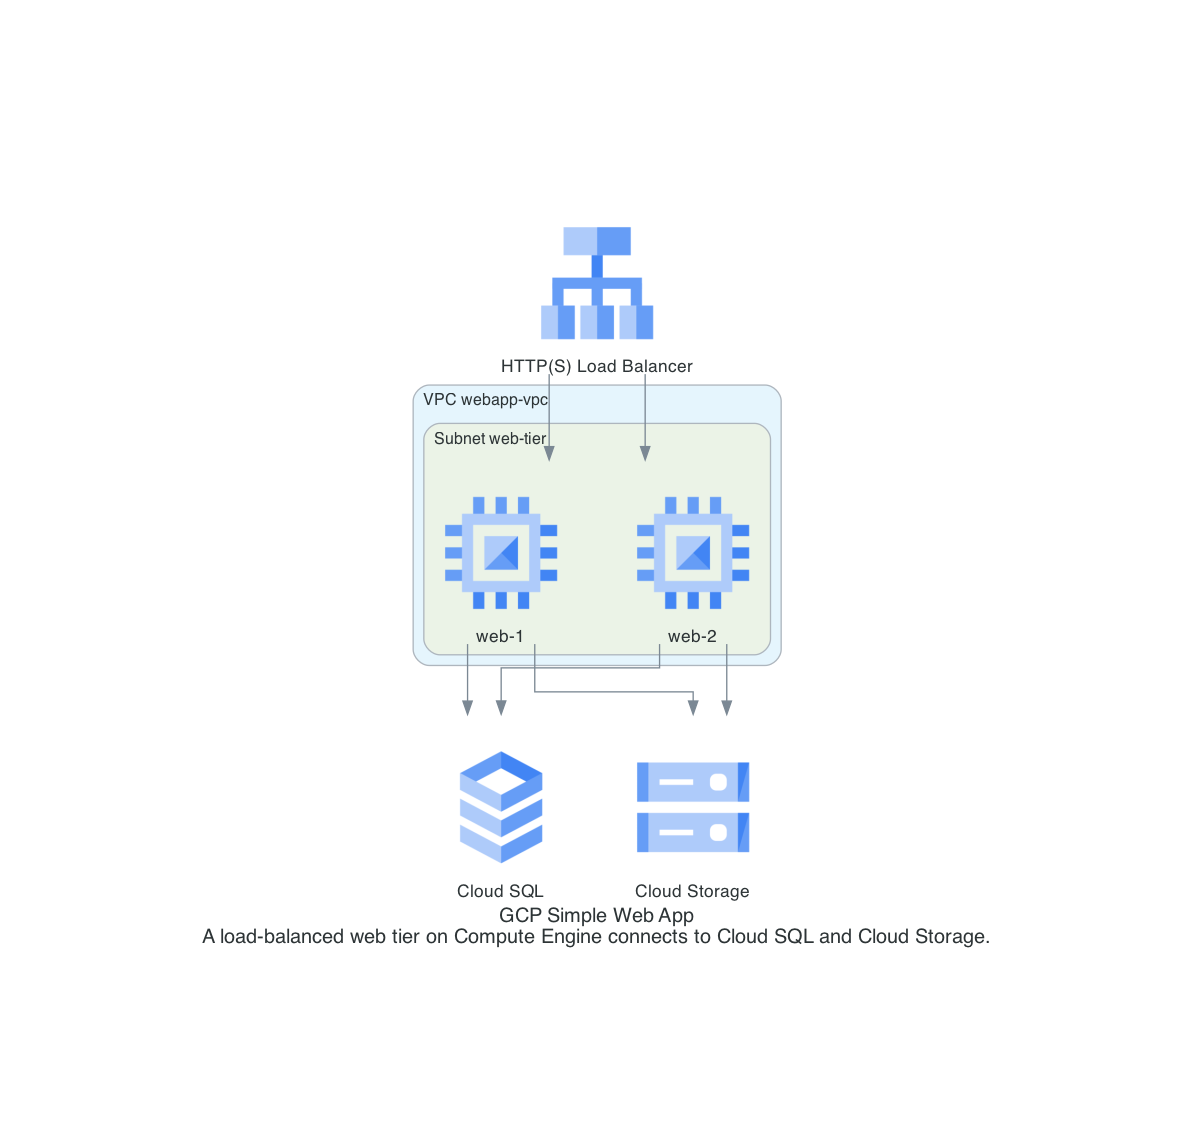 HTTP(S) Load Balancer
VPC webapp-vpc
Subnet web-tier
web-1
web-2
Cloud SQL
Cloud Storage
GCP Simple Web App
A load-balanced web tier on Compute Engine connects to Cloud SQL and Cloud Storage.